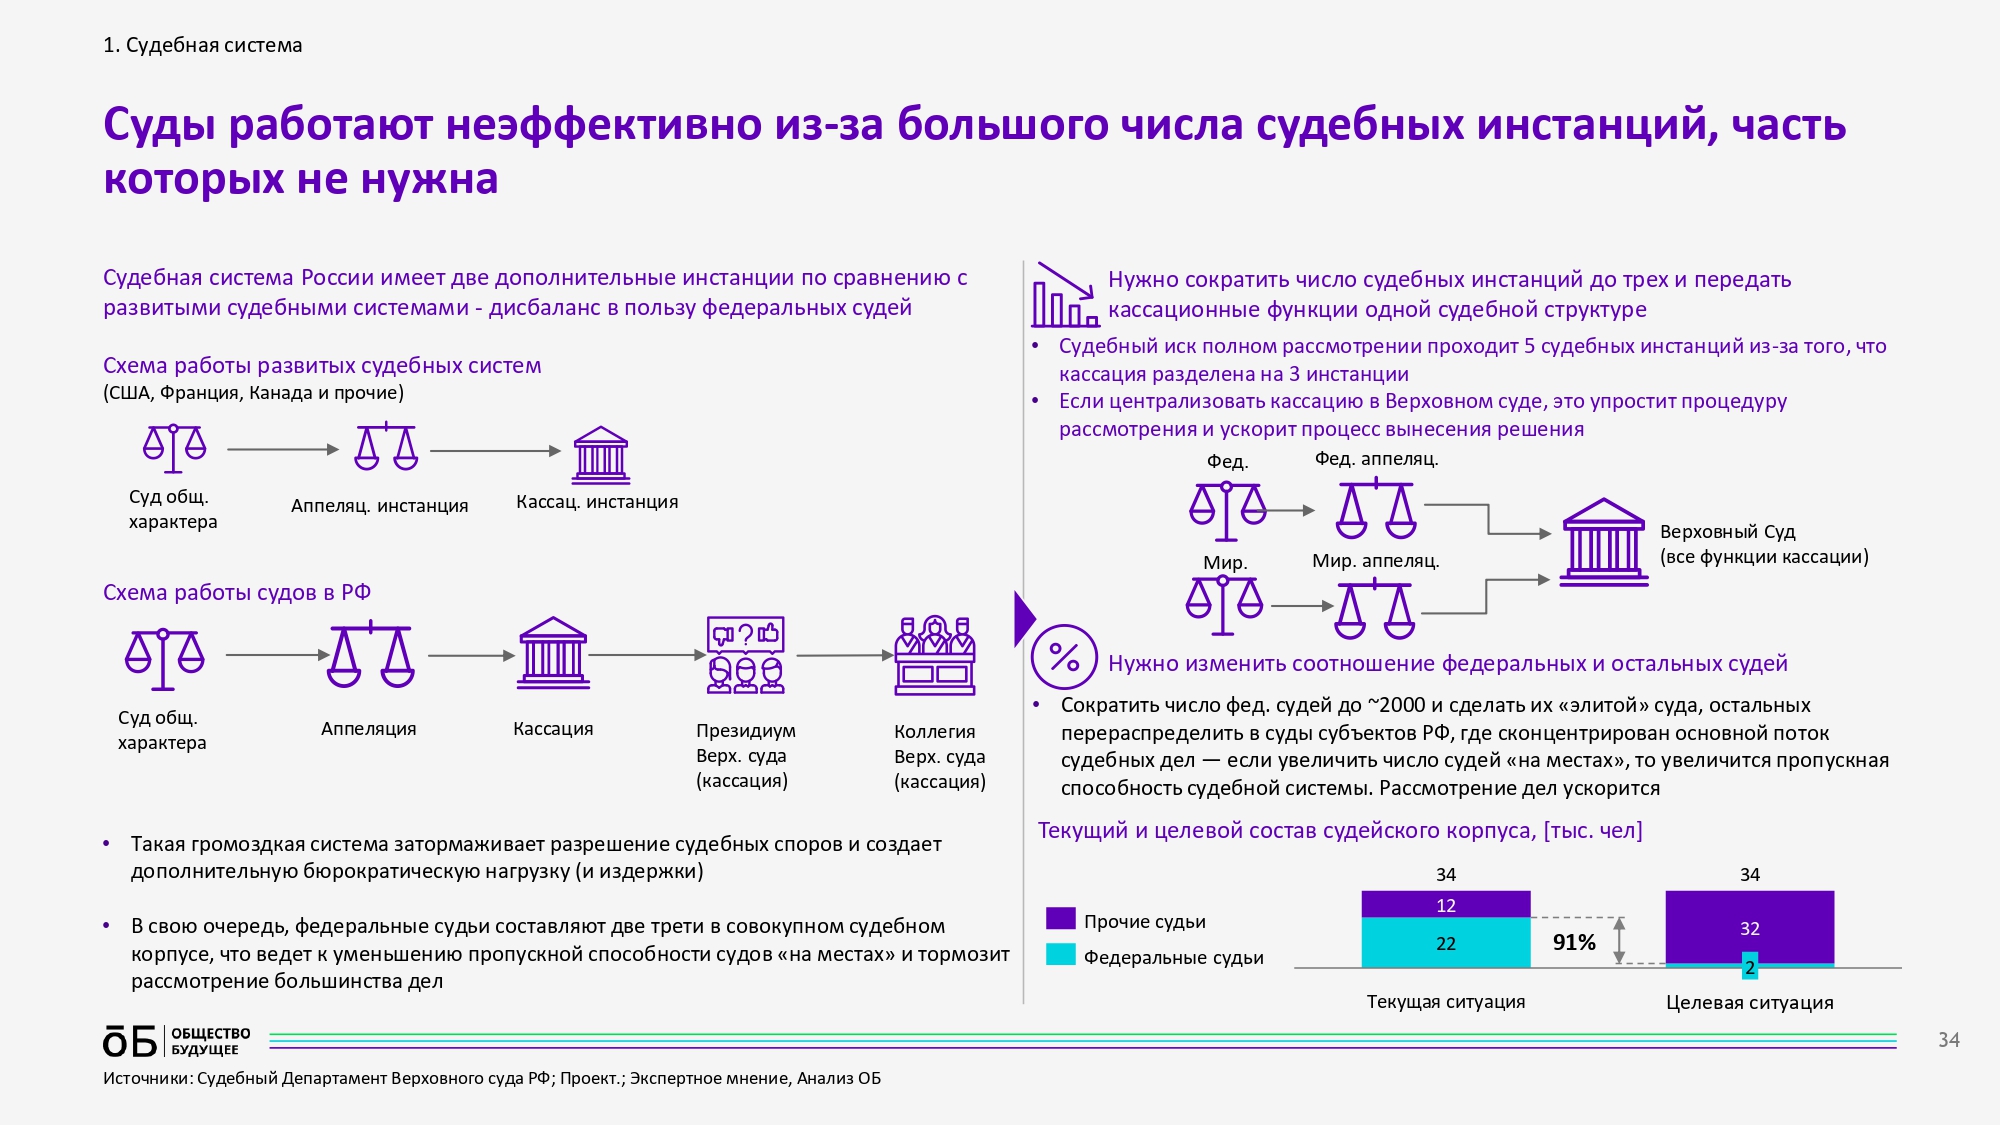 1. Судебная система
Суды работают неэффективно из-за большого числа судебных инстанций, часть
которых не нужна
Судебная система России имеет две дополнительные инстанции по сравнению с
развитыми судебными системами - дисбаланс в пользу федеральных судей
Схема работы развитых судебных систем
(США, Франция, Канада и прочие)
Суд общ.
характера
Аппеляц. инстанция
Кассац. инстанция
Схема работы судов в РФ
Суд общ.
характера
Аппеляция
Кассация
Президиум
Верх. суда
(кассация)
Коллегия
Верх. суда
(кассация)
• Такая громоздкая система затормаживает разрешение судебных споров и создает
дополнительную бюрократическую нагрузку (и издержки)
• В свою очередь, федеральные судьи составляют две трети в совокупном судебном
корпусе, что ведет к уменьшению пропускной способности судов «на местах» и тормозит
рассмотрение большинства дел
Нужно сократить число судебных инстанций до трех и передать
кассационные функции одной судебной структуре
• Судебный иск полном рассмотрении проходит 5 судебных инстанций из-за того, что
кассация разделена на 3 инстанции
• Если централизовать кассацию в Верховном суде, это упростит процедуру
рассмотрения и ускорит процесс вынесения решения
Фед.
Фед. аппеляц.
Мир.
Мир. аппеляц.
Верховный Суд
(все функции кассации)
%
Нужно изменить соотношение федеральных и остальных судей
• Сократить число фед. судей до ~2000 и сделать их «элитой» суда, остальных
перераспределить в суды субъектов РФ, где сконцентрирован основной поток
судебных дел — если увеличить число судей «на местах», то увеличится пропускная
способность судебной системы. Рассмотрение дел ускорится
Текущий и целевой состав судейского корпуса, [тыс. чел]
Прочие судьи
Федеральные судьи
34
12
22
91%
34
32
2
Текущая ситуация
Целевая ситуация
ōБ
ОБЩЕСТВО
БУДУЩЕЕ
34
Источники: Судебный Департамент Верховного суда РФ; Проект.; Экспертное мнение, Анализ ОБ